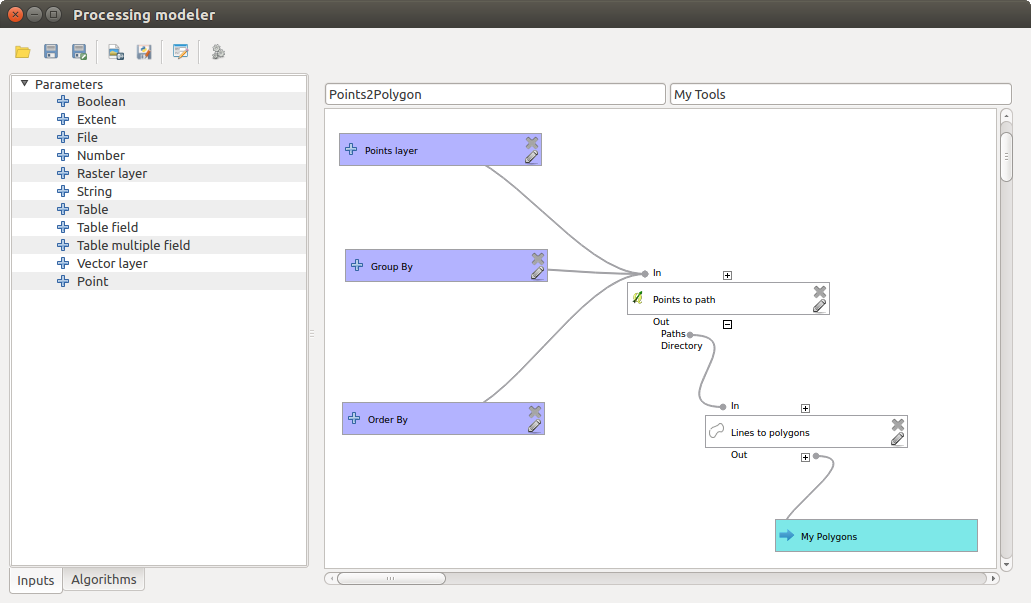 Processing modeler
Parameters
Boolean
Extent
File
Number
Raster layer
String
Table
Table field
Table multiple field
Vector layer
Point
Inputs
Algorithms
Points2Polygon
My Tools
Points layer
Group By
Order By
In
Points to path
Out
Paths
Directory
In
Lines to polygons
Out
My Polygons